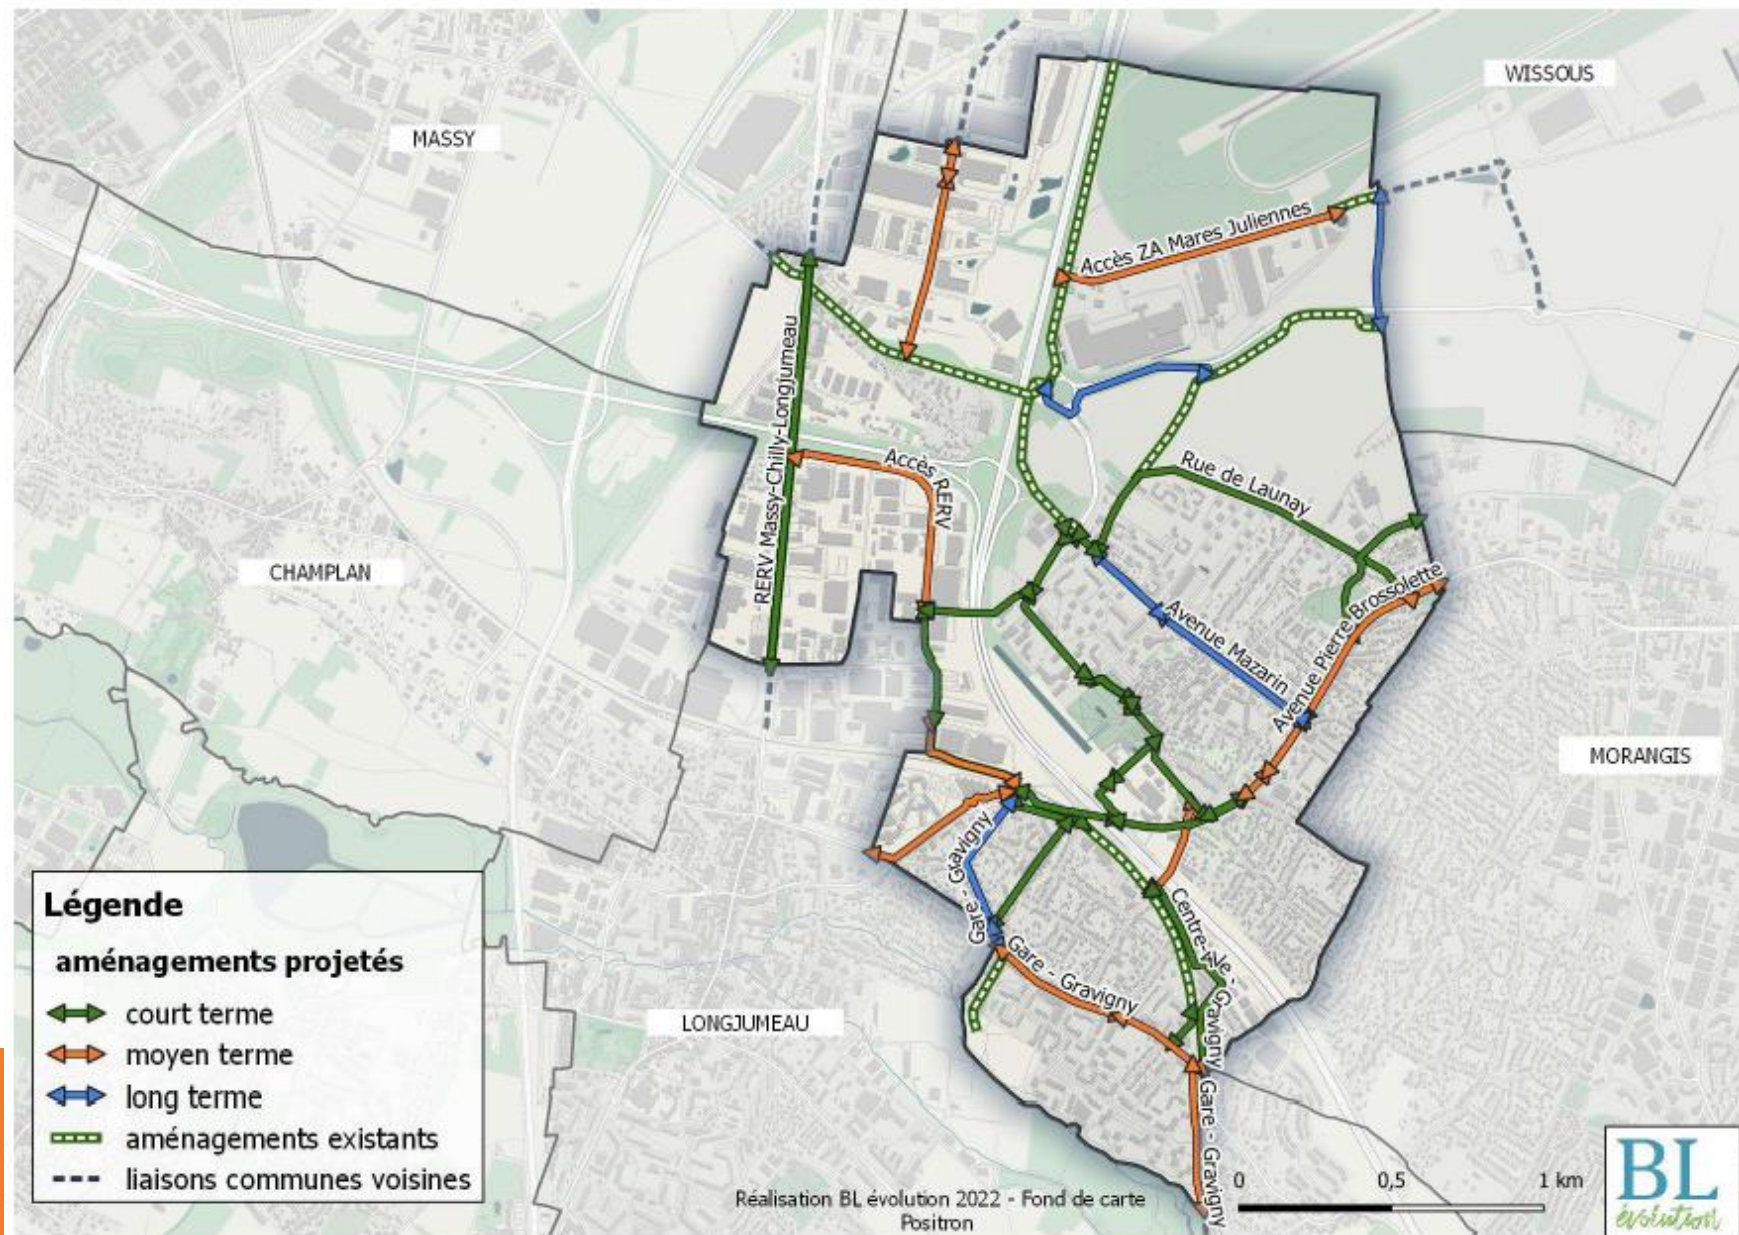 WISSOUS
MASSY
Accès ZA Mares Juliennes
RERV Massy-Chilly-Longjumeau
Accès RERV
Rue de Launay
CHAMPLAN
Avenue Pierre Brossolette
Avenue Mazarin
MORANGIS
Gare - Gravigny
Gare - Gravigny
Centre-Ville - Gravigny
Gare - Gravigny
LONGJUMEAU
Légende
aménagements projetés
court terme
moyen terme
long terme
aménagements existants
liaisons communes voisines
Réalisation BL évolution 2022 - Fond de carte
Positron
0 0,5 1 km
BL
évolution